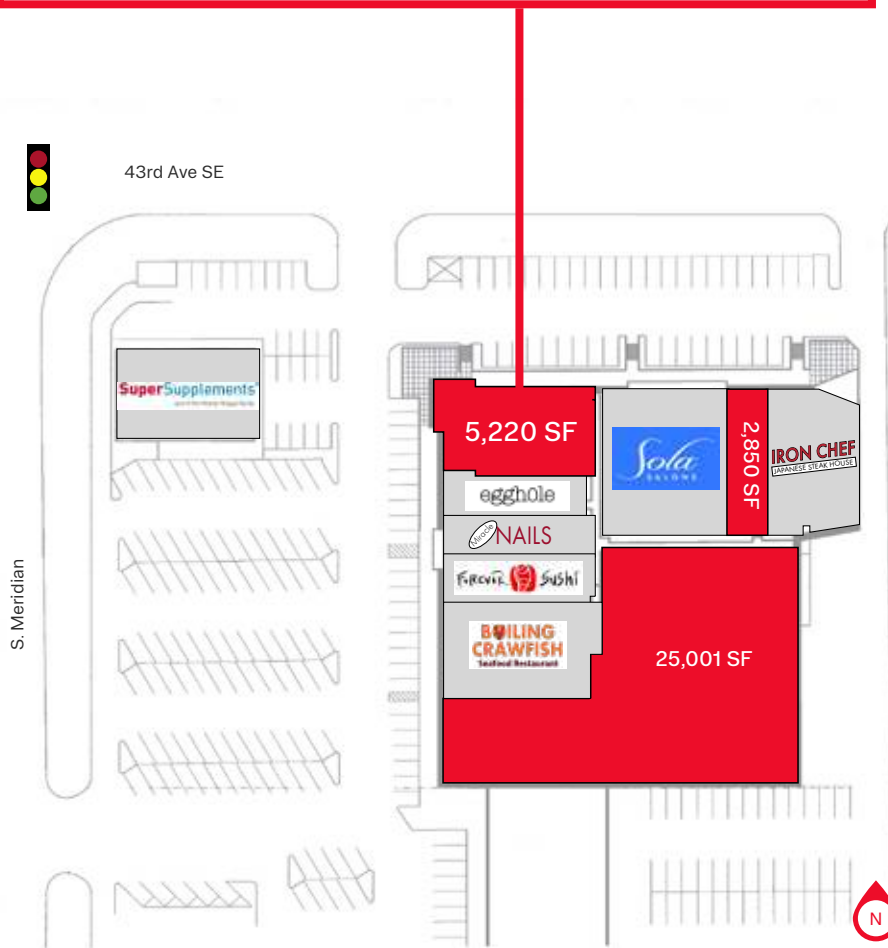 43rd Ave SE
SuperSupplements
5,220 SF
egghole
Miracle NAILS
FOREVER SUSHI
BOILING
CRAWFISH
Seafood Restaurant
Sola
SALONS
2,850 SF
IRON CHEF
JAPANESE STEAK HOUSE
25,001 SF
S. Meridian
N